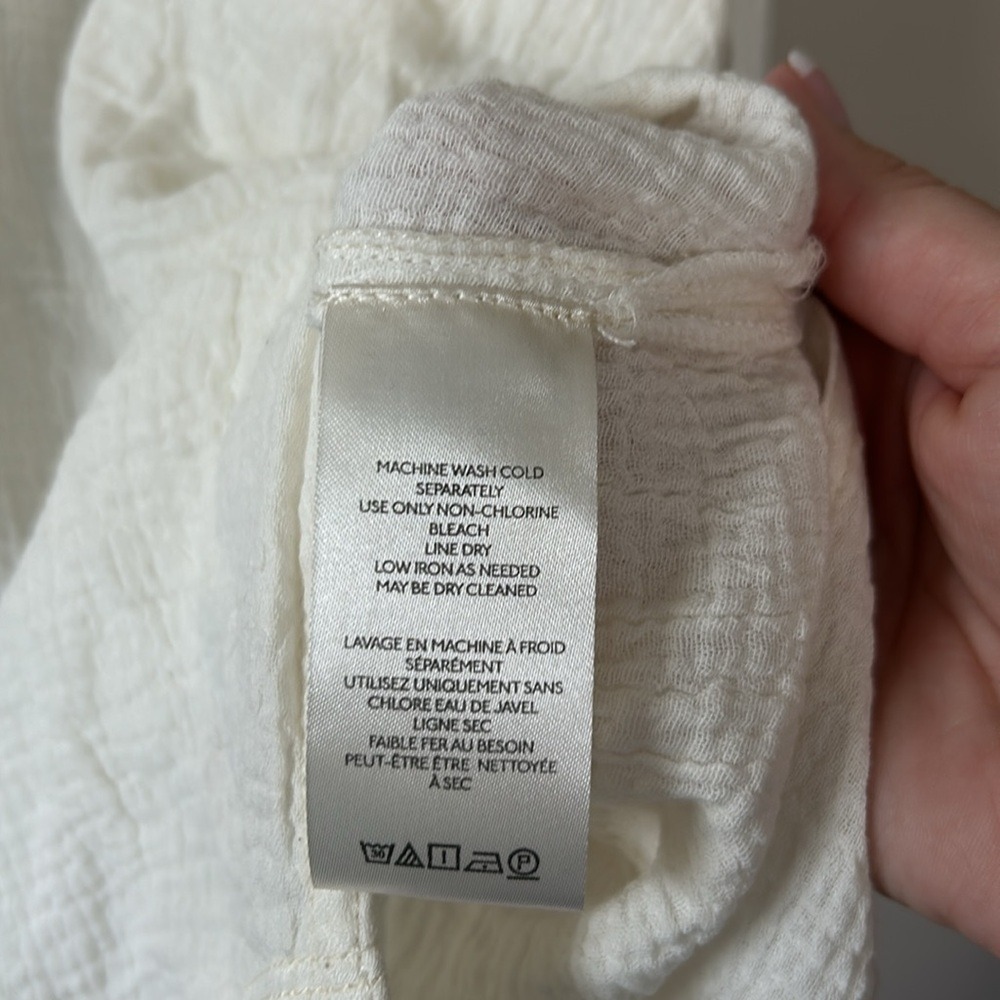 MACHINE WASH COLD
SEPARATELY
USE ONLY NON-CHLORINE
BLEACH
LINE DRY
LOW IRON AS NEEDED
MAY BE DRY CLEANED
LAVAGE EN MACHINE À FROID
SÉPARÉMENT
UTILISEZ UNIQUEMENT SANS
CHLORE EAU DE JAVEL
LIGNE SEC
FAIBLE FER AU BESOIN
PEUT-ÊTRE ÊTRE NETTOYÉE
À SEC
30 P